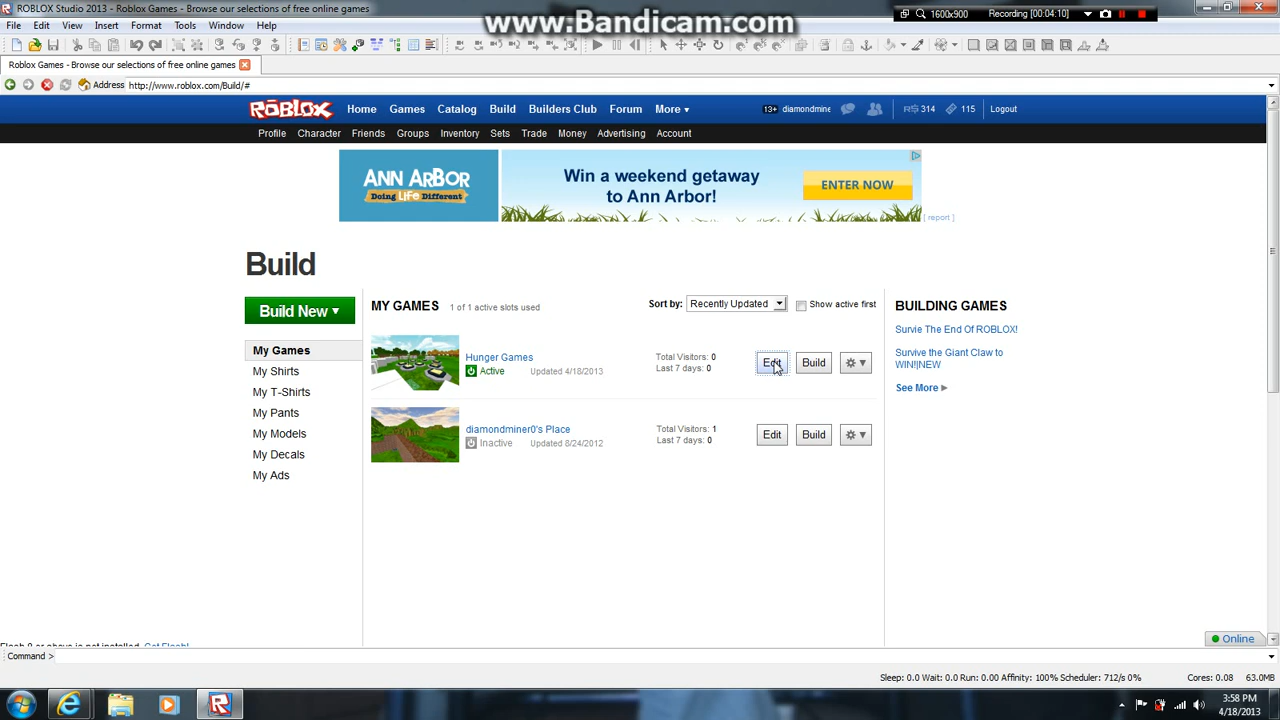 ROBLOX Studio 2013 - Roblox Games - Browse our selections of free online games
www.Bandicam.com
1600x900
Recording [00:04:10]
File Edit View Insert Format Tools Window Help
Roblox Games - Browse our selections of free online games
Address http://www.roblox.com/Build/#
ROBLOX Home Games Catalog Build Builders Club Forum More 13+ diamondmine R$ 314 115 Logout
Profile Character Friends Groups Inventory Sets Trade Money Advertising Account
ANN ARBOR
Doing Life Different
Win a weekend getaway
to Ann Arbor!
ENTER NOW
[ report ]
Build
Build New
My Games
My Shirts
My T-Shirts
My Pants
My Models
My Decals
My Ads
MY GAMES 1 of 1 active slots used
Sort by: Recently Updated Show active first
Hunger Games
Active Updated 4/18/2013
Total Visitors: 0
Last 7 days: 0
Edit Build
diamondminer0's Place
Inactive Updated 8/24/2012
Total Visitors: 1
Last 7 days: 0
Edit Build
BUILDING GAMES
Survie The End Of ROBLOX!
Survive the Giant Claw to
WIN!|NEW
See More
Online
Command >
Sleep: 0.0 Wait 0.0 Run: 0.00 Affinity: 100% Scheduler: 712/s 0% Cores: 0.08 63.0MB
3:58 PM
4/18/2013